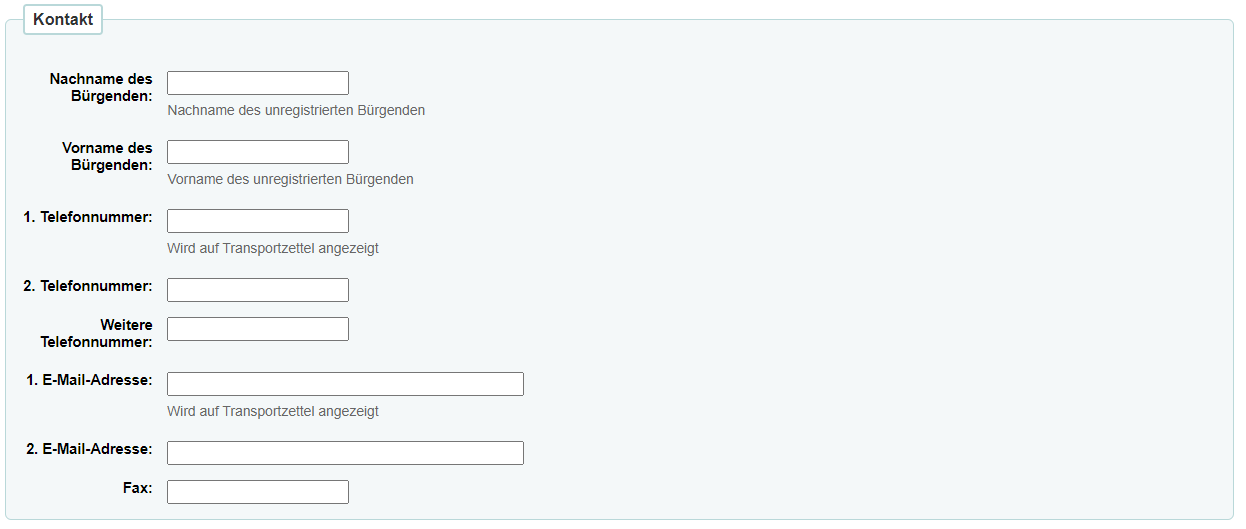 Kontakt
Nachname des
Bürgenden:
Nachname des unregistrierten Bürgenden
Vorname des
Bürgenden:
Vorname des unregistrierten Bürgenden
1. Telefonnummer:
Wird auf Transportzettel angezeigt
2. Telefonnummer:
Weitere
Telefonnummer:
1. E-Mail-Adresse:
Wird auf Transportzettel angezeigt
2. E-Mail-Adresse:
Fax: